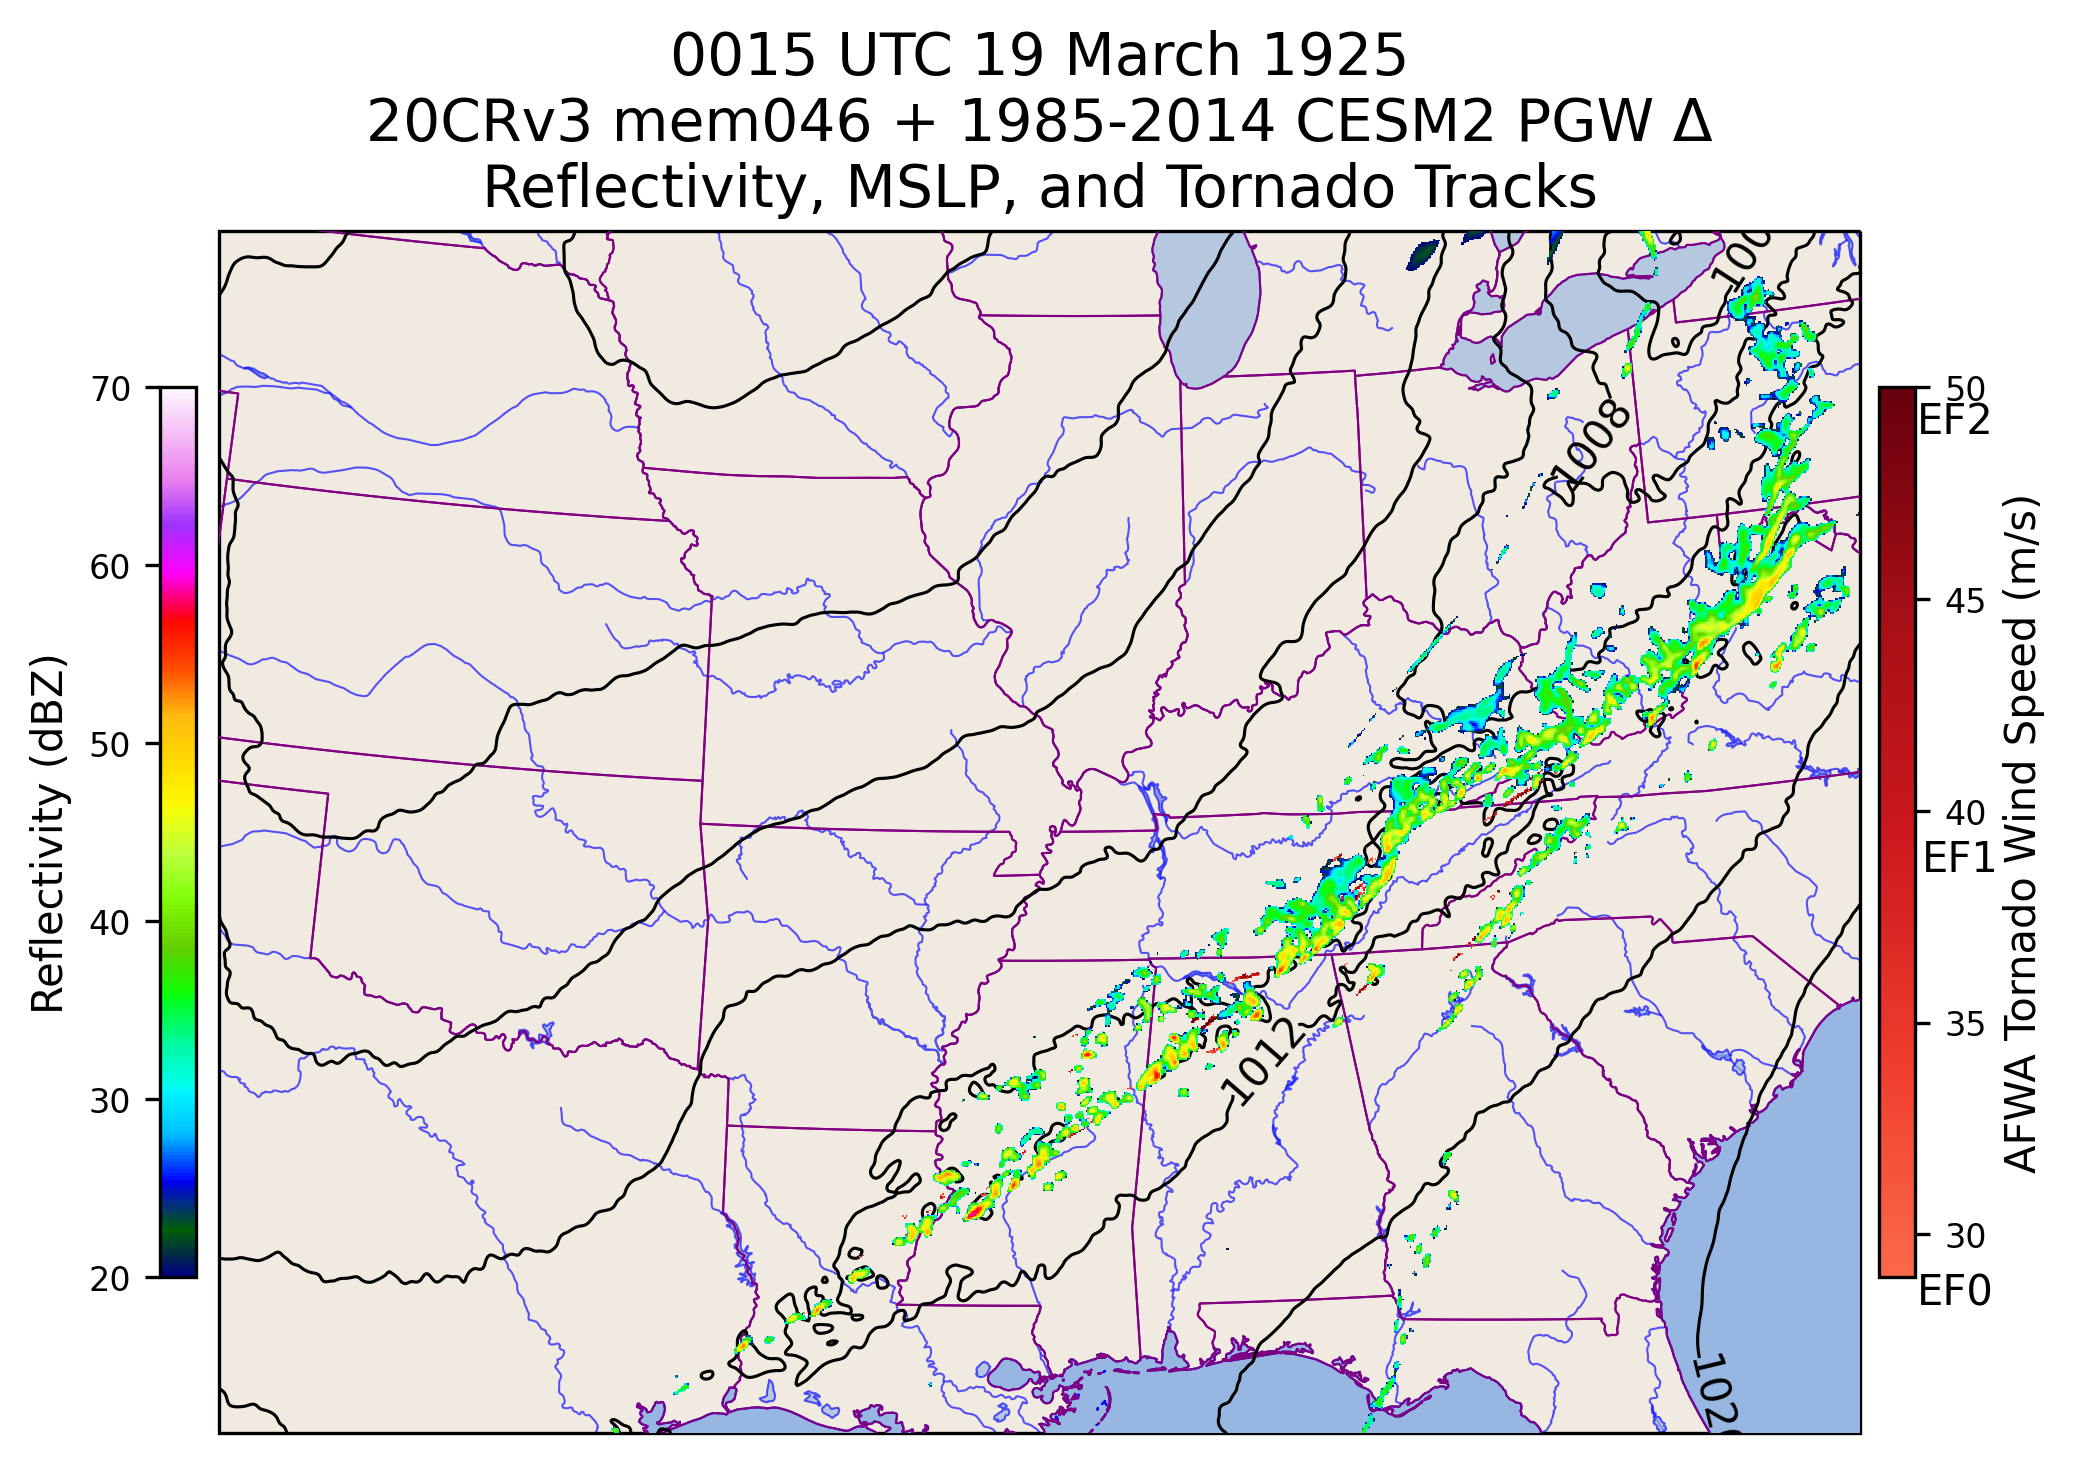 0015 UTC 19 March 1925
20CRv3 mem046 + 1985-2014 CESM2 PGW Δ
Reflectivity, MSLP, and Tornado Tracks
70
60
50
40
30
20
Reflectivity (dBZ)
1008
1012
50
EF2
45
40
EF1
35
30
EF0
AFWA Tornado Wind Speed (m/s)